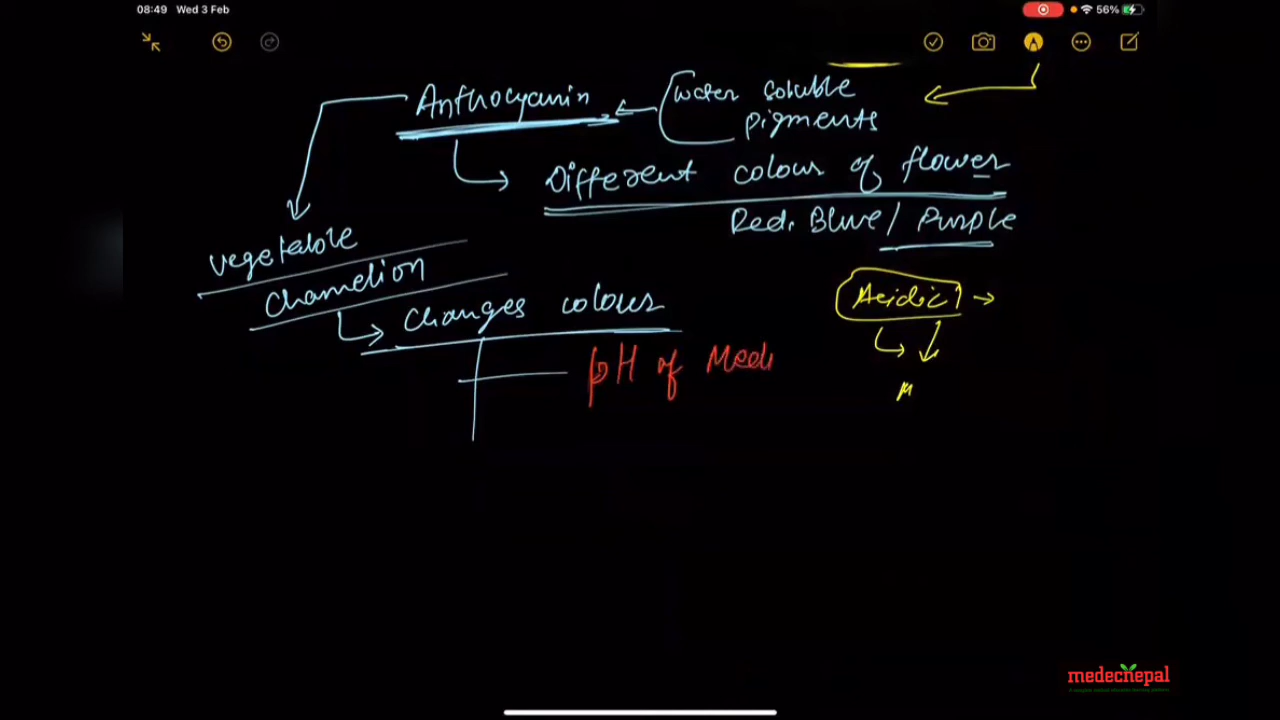 08:49 Wed 3 Feb
56%
Anthocyanin
water soluble
pigments
Different colour of flower
Red. Blue / Purple
vegetable
Chamelion
Changes colours
Acidic
pH of Medi
medecnepal